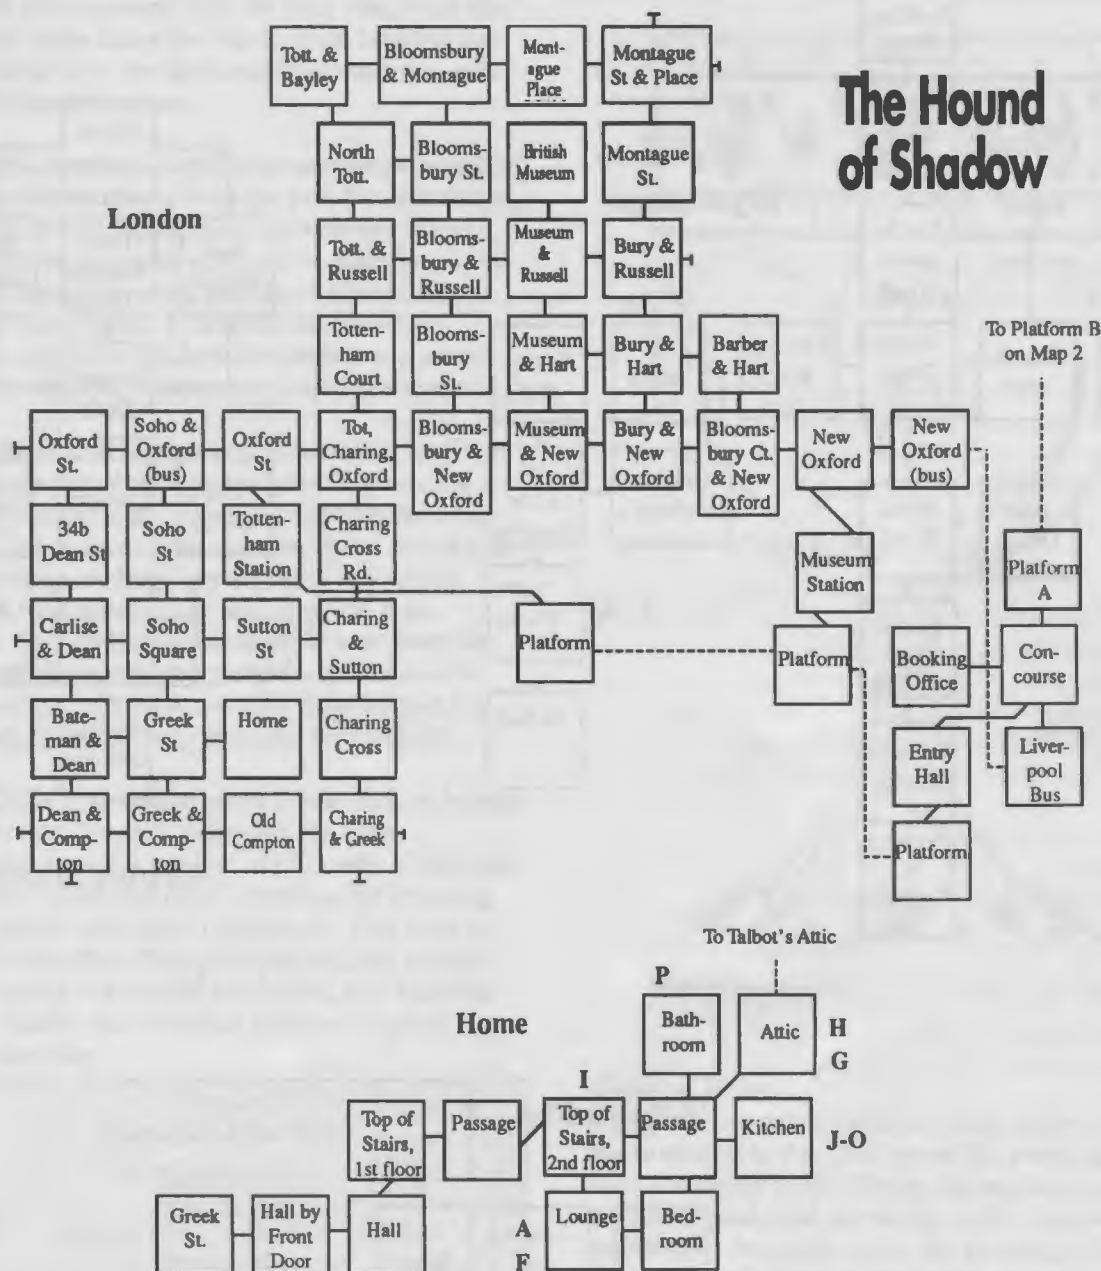 The Hound
of Shadow
London
Tott. &
Bayley
Bloomsbury
& Montague
Mont-
ague
Place
Montague
St & Place
North
Tott.
Blooms-
bury St.
British
Museum
Montague
St.
Tott. &
Russell
Blooms-
bury &
Russell
Museum
&
Russell
Bury &
Russell
Totten-
ham
Court
Blooms-
bury
St.
Museum
& Hart
Bury &
Hart
Barber
& Hart
To Platform B
on Map 2
Oxford
St.
Soho &
Oxford
(bus)
Oxford
St
Tot,
Charing,
Oxford
Blooms-
bury &
New
Oxford
Museum
& New
Oxford
Bury &
New
Oxford
Blooms-
bury Ct.
& New
Oxford
New
Oxford
New
Oxford
(bus)
34b
Dean St
Soho
St
Totten-
ham
Station
Charing
Cross
Rd.
Museum
Station
Platform
A
Carlise
& Dean
Soho
Square
Sutton
St
Charing
&
Sutton
Platform
Platform
Booking
Office
Con-
course
Bate-
man &
Dean
Greek
St
Home
Charing
Cross
Entry
Hall
Liver-
pool
Bus
Dean &
Comp-
ton
Greek &
Comp-
ton
Old
Compton
Charing
& Greek
Platform
To Talbot's Attic
Home
P
Bath-
room
Attic
H
G
I
Top of
Stairs,
1st floor
Passage
Top of
Stairs,
2nd floor
Passage
Kitchen
J-O
Greek
St.
Hall by
Front
Door
Hall
A
F
Lounge
Bed-
room